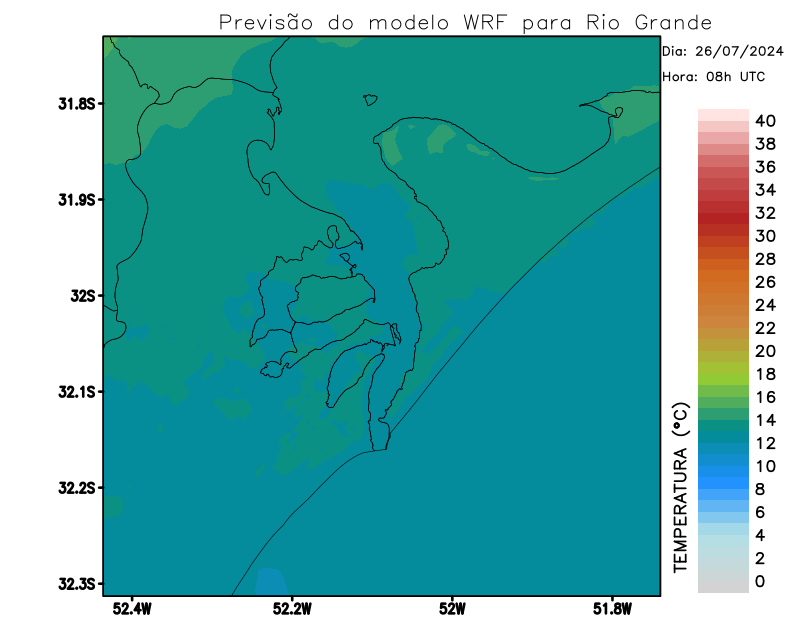 Previsão do modelo WRF para Rio Grande
Dia: 26/07/2024
Hora: 08h UTC
31.8S
31.9S
32S
32.1S
32.2S
32.3S
52.4W
52.2W
52W
51.8W
TEMPERATURA (°C)
40
38
36
34
32
30
28
26
24
22
20
18
16
14
12
10
8
6
4
2
0